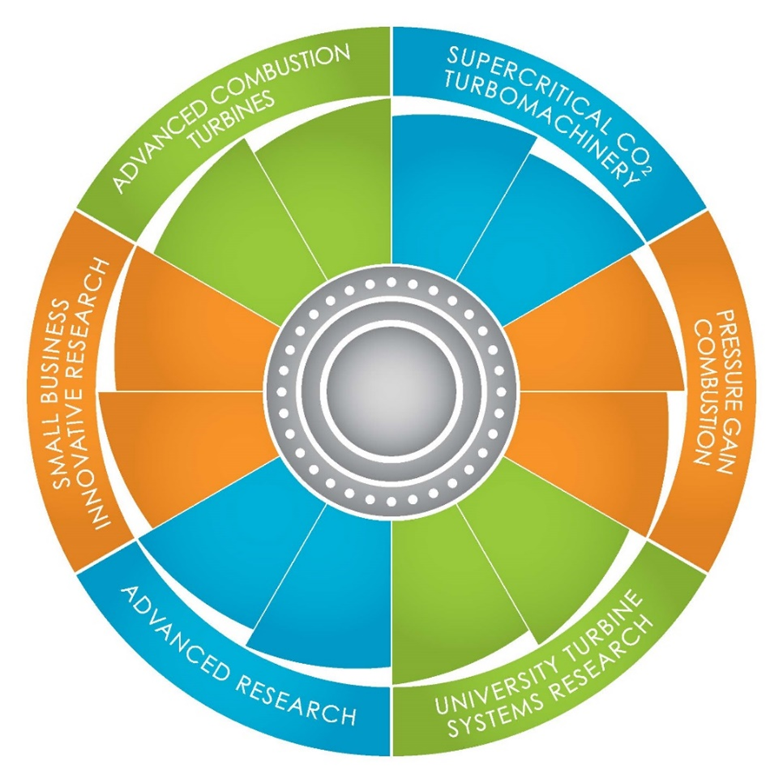 ADVANCED COMBUSTION
TURBINES
SUPERCRITICAL CO₂
TURBOMACHINERY
PRESSURE GAIN
COMBUSTION
UNIVERSITY TURBINE
SYSTEMS RESEARCH
ADVANCED RESEARCH
SMALL BUSINESS
INNOVATIVE RESEARCH